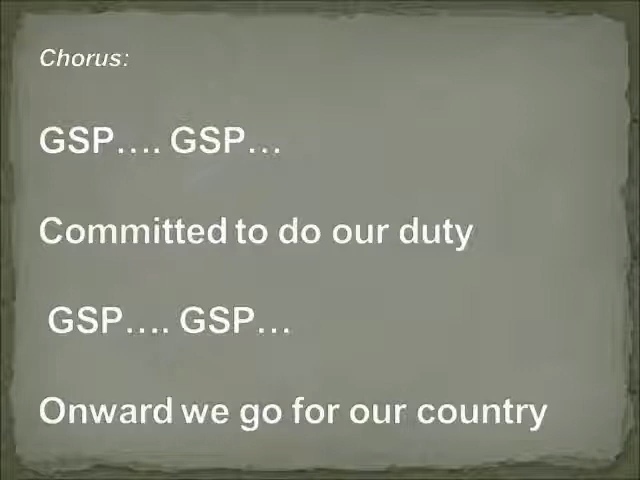 Chorus:
GSP.... GSP...
Committed to do our duty
GSP.... GSP...
Onward we go for our country